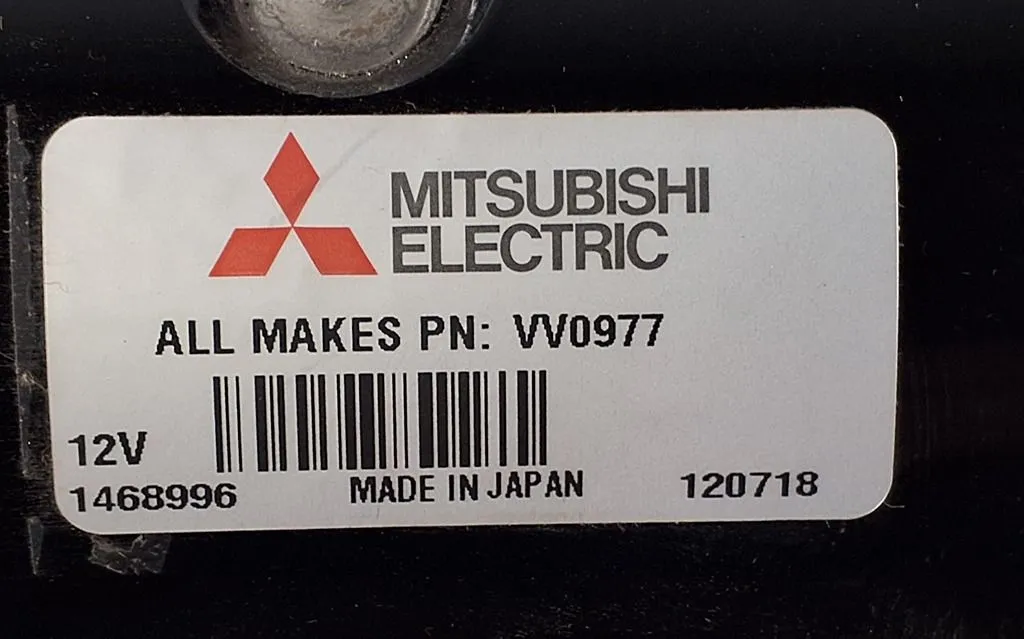 MITSUBISHI
ELECTRIC
ALL MAKES PN: VV0977
12V
1468996 MADE IN JAPAN 120718